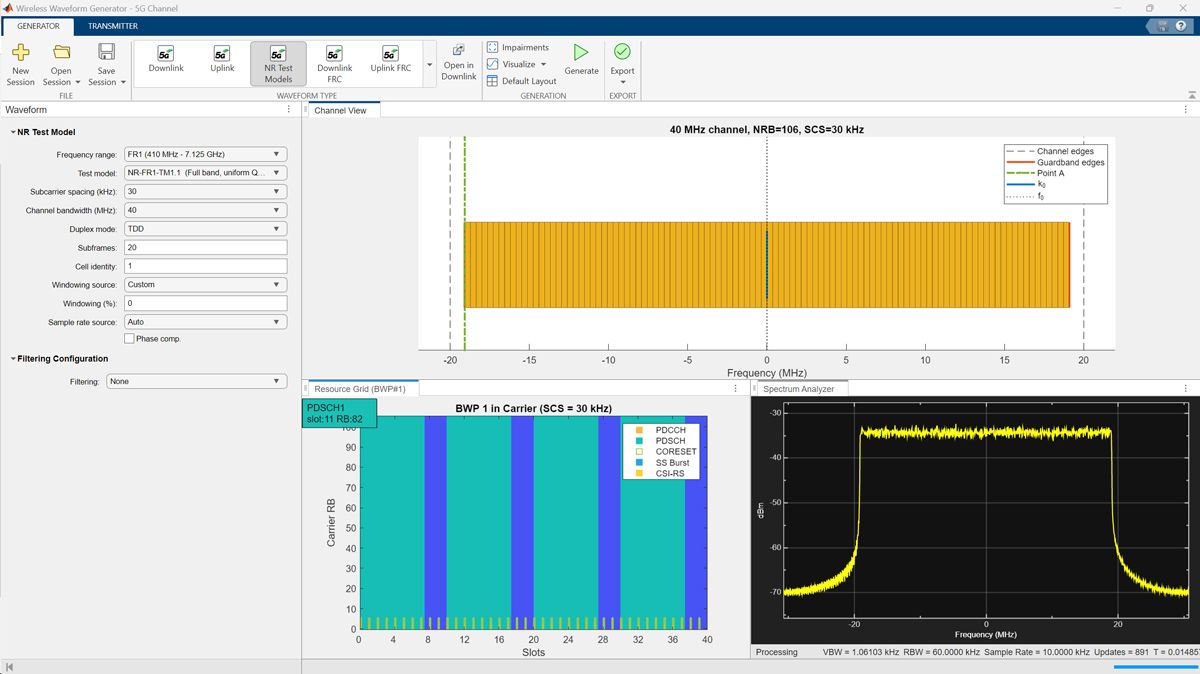 Wireless Waveform Generator - 5G Channel
GENERATOR
TRANSMITTER
New
Session
Open
Session
Save
Session
FILE
5G
Downlink
5G
Uplink
5G
NR Test
Models
5G
Downlink
FRC
5G
Uplink FRC
WAVEFORM TYPE
Open in
Downlink
Impairments
Visualize
Default Layout
Generate
GENERATION
Export
EXPORT
?
Waveform
NR Test Model
Frequency range: FR1 (410 MHz - 7.125 GHz)
Test model: NR-FR1-TM1.1 (Full band, uniform Q...
Subcarrier spacing (kHz): 30
Channel bandwidth (MHz): 40
Duplex mode: TDD
Subframes: 20
Cell identity: 1
Windowing source: Custom
Windowing (%): 0
Sample rate source: Auto
Phase comp.
Filtering Configuration
Filtering: None
Channel View
40 MHz channel, NRB=106, SCS=30 kHz
Channel edges
Guardband edges
Point A
k0
f0
-20 -15 -10 -5 0 5 10 15 20
Frequency (MHz)
Resource Grid (BWP#1)
PDSCH1
slot:11 RB:82
BWP 1 in Carrier (SCS = 30 kHz)
PDCCH
PDSCH
CORESET
SS Burst
CSI-RS
Carrier RB
100
90
80
70
60
50
40
30
20
10
0
0 4 8 12 16 20 24 28 32 36 40
Slots
Spectrum Analyzer
dBm
-30
-40
-50
-60
-70
-20 0 20
Frequency (MHz)
Processing VBW = 1.06103 kHz RBW = 60.0000 kHz Sample Rate = 10.0000 kHz Updates = 891 T = 0.01485